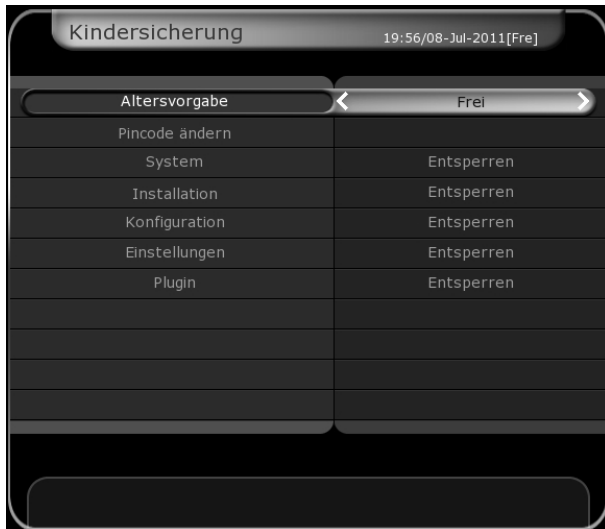 Kindersicherung 19:56/08-Jul-2011[Fre]
Altersvorgabe Frei
Pincode ändern
System Entsperren
Installation Entsperren
Konfiguration Entsperren
Einstellungen Entsperren
Plugin Entsperren